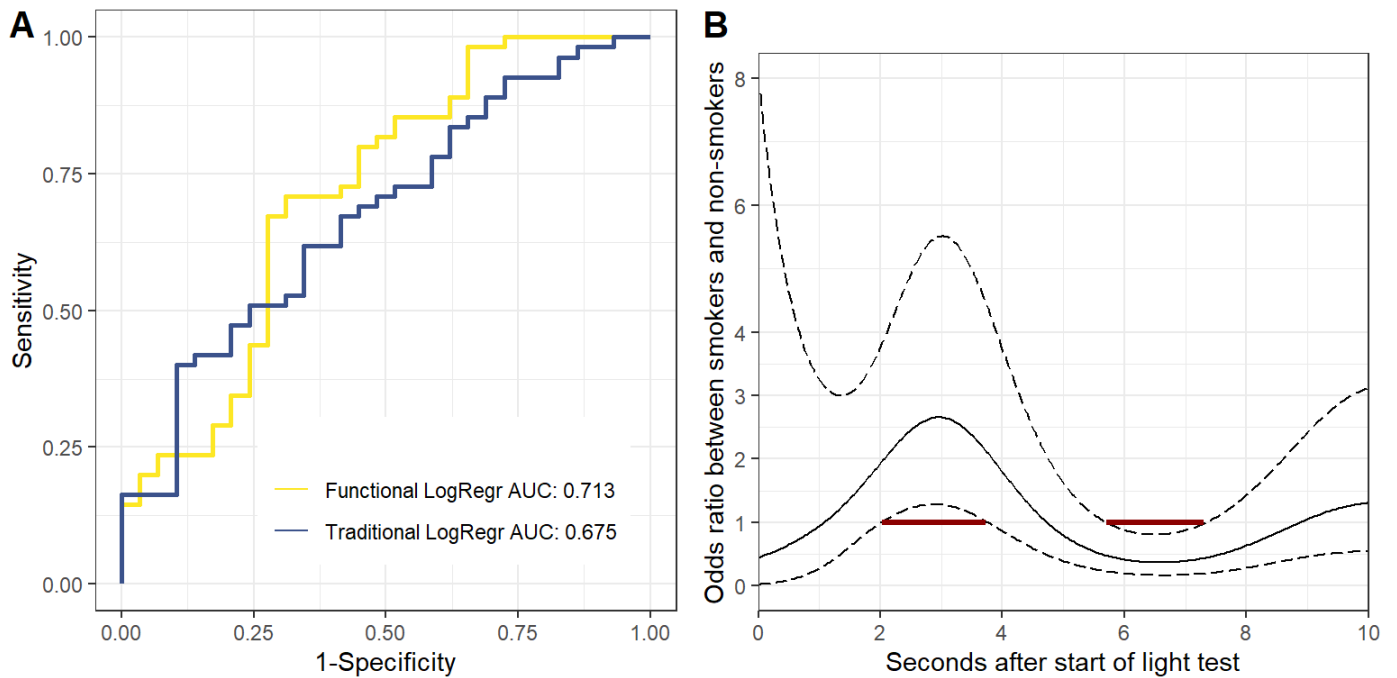 A
1.00
0.75
0.50
0.25
0.00
Sensitivity
Functional LogRegr AUC: 0.713
Traditional LogRegr AUC: 0.675
0.00 0.25 0.50 0.75 1.00
1-Specificity
B
8
6
4
3
2
1
0
Odds ratio between smokers and non-smokers
0 2 4 6 8 10
Seconds after start of light test